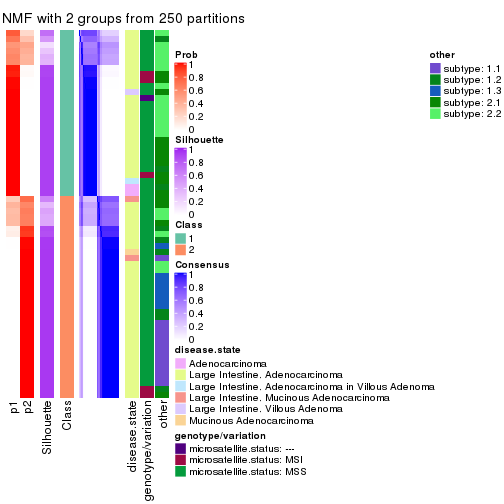 NMF with 2 groups from 250 partitions
Prob
1
0.8
0.6
0.4
0.2
0
Silhouette
1
0.8
0.6
0.4
0.2
0
Class
1
2
Consensus
1
0.8
0.6
0.4
0.2
0
disease.state
Adenocarcinoma
Large Intestine. Adenocarcinoma
Large Intestine. Adenocarcinoma in Villous Adenoma
Large Intestine. Mucinous Adenocarcinoma
Large Intestine. Villous Adenoma
Mucinous Adenocarcinoma
genotype/variation
microsatellite.status: ---
microsatellite.status: MSI
microsatellite.status: MSS
other
subtype: 1.1
subtype: 1.2
subtype: 1.3
subtype: 2.1
subtype: 2.2
p1
p2
Silhouette
Class
disease.state
genotype/variation
other